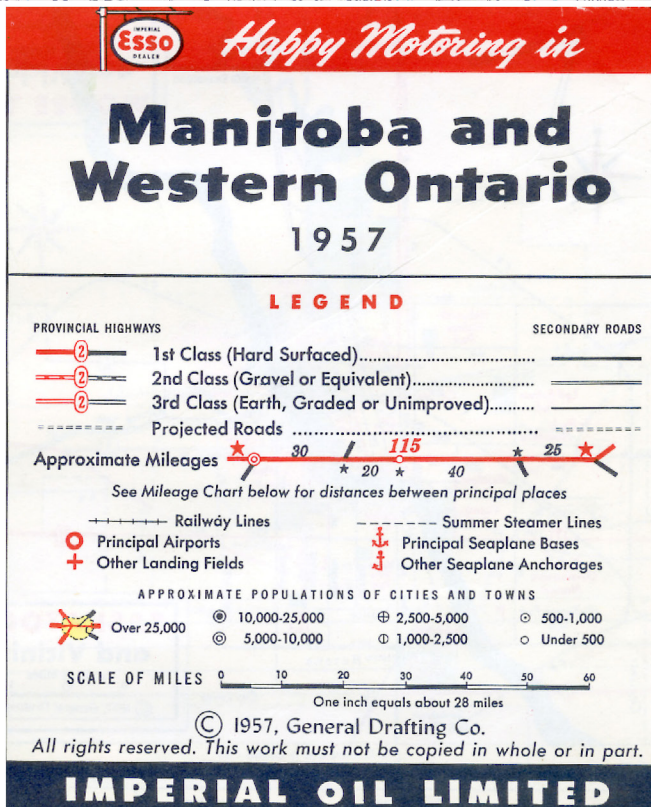 IMPERIAL
ESSO
DEALER
Happy Motoring in
Manitoba and
Western Ontario
1957
LEGEND
PROVINCIAL HIGHWAYS SECONDARY ROADS
2 1st Class (Hard Surfaced)
2 2nd Class (Gravel or Equivalent)
2 3rd Class (Earth, Graded or Unimproved)
Projected Roads
Approximate Mileages 30 115 25
20 40
See Mileage Chart below for distances between principal places
Railway Lines Summer Steamer Lines
Principal Airports Principal Seaplane Bases
Other Landing Fields Other Seaplane Anchorages
APPROXIMATE POPULATIONS OF CITIES AND TOWNS
Over 25,000 10,000-25,000 2,500-5,000 500-1,000
5,000-10,000 1,000-2,500 Under 500
SCALE OF MILES 0 10 20 30 40 50 60
One inch equals about 28 miles
© 1957, General Drafting Co.
All rights reserved. This work must not be copied in whole or in part.
IMPERIAL OIL LIMITED